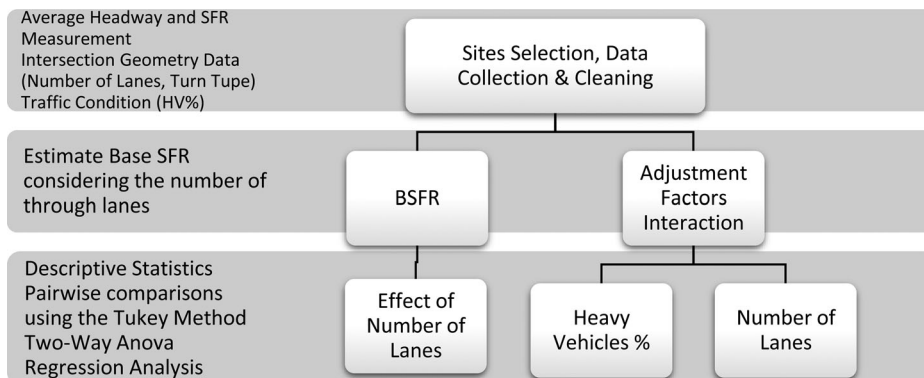 Average Headway and SFR
Measurement
Intersection Geometry Data
(Number of Lanes, Turn Tupe)
Traffic Condition (HV%)
Sites Selection, Data
Collection & Cleaning
Estimate Base SFR
considering the number of
through lanes
BSFR
Adjustment
Factors
Interaction
Descriptive Statistics
Pairwise comparisons
using the Tukey Method
Two-Way Anova
Regression Analysis
Effect of
Number of
Lanes
Heavy
Vehicles %
Number of
Lanes